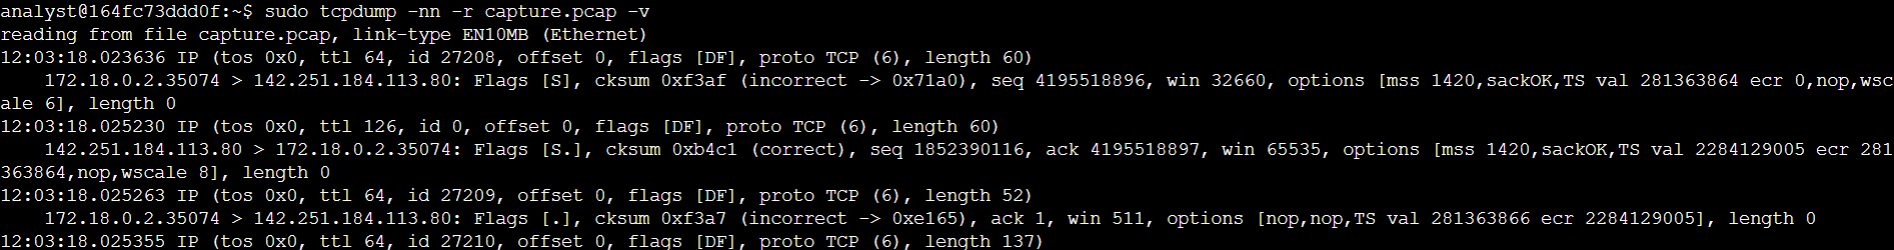 analyst@164fc73ddd0f:~$ sudo tcpdump -nn -r capture.pcap -v
reading from file capture.pcap, link-type EN10MB (Ethernet)
12:03:18.023636 IP (tos 0x0, ttl 64, id 27208, offset 0, flags [DF], proto TCP (6), length 60)
    172.18.0.2.35074 > 142.251.184.113.80: Flags [S], cksum 0xf3af (incorrect -> 0x71a0), seq 4195518896, win 32660, options [mss 1420,sackOK,TS val 281363864 ecr 0,nop,wsc
ale 6], length 0
12:03:18.025230 IP (tos 0x0, ttl 126, id 0, offset 0, flags [DF], proto TCP (6), length 60)
    142.251.184.113.80 > 172.18.0.2.35074: Flags [S.], cksum 0xb4c1 (correct), seq 1852390116, ack 4195518897, win 65535, options [mss 1420,sackOK,TS val 2284129005 ecr 281
363864,nop,wscale 8], length 0
12:03:18.025263 IP (tos 0x0, ttl 64, id 27209, offset 0, flags [DF], proto TCP (6), length 52)
    172.18.0.2.35074 > 142.251.184.113.80: Flags [.], cksum 0xf3a7 (incorrect -> 0xe165), ack 1, win 511, options [nop,nop,TS val 281363866 ecr 2284129005], length 0
12:03:18.025355 IP (tos 0x0, ttl 64, id 27210, offset 0, flags [DF], proto TCP (6), length 137)